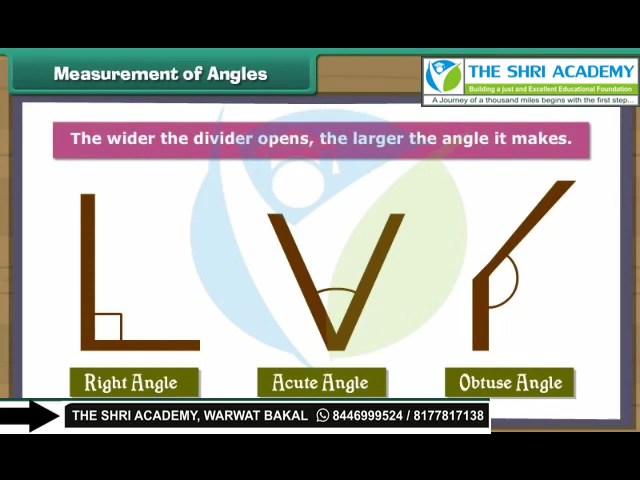 Measurement of Angles
THE SHRI ACADEMY
Building a just and Excellent Educational Foundation
A Journey of a thousand miles begins with the first step...
The wider the divider opens, the larger the angle it makes.
Right Angle
Acute Angle
Obtuse Angle
THE SHRI ACADEMY, WARWAT BAKAL 8446999524 / 8177817138